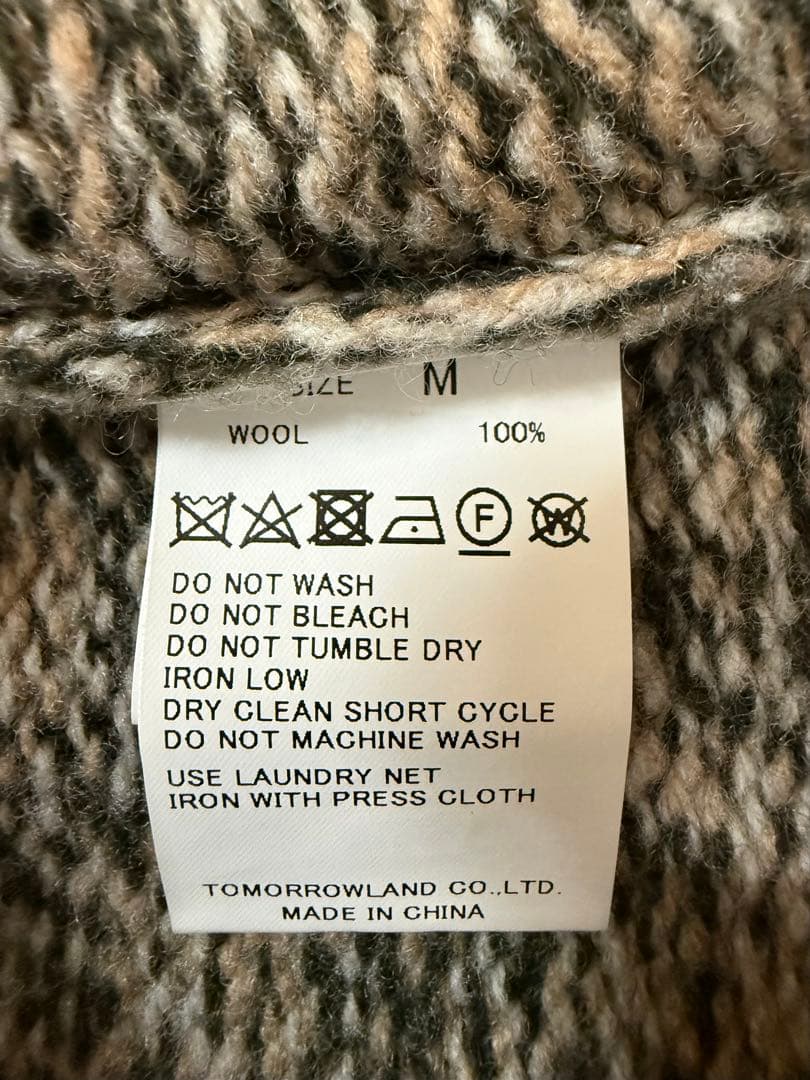 SIZE M
WOOL 100%
F W
DO NOT WASH
DO NOT BLEACH
DO NOT TUMBLE DRY
IRON LOW
DRY CLEAN SHORT CYCLE
DO NOT MACHINE WASH
USE LAUNDRY NET
IRON WITH PRESS CLOTH
TOMORROWLAND CO.,LTD.
MADE IN CHINA